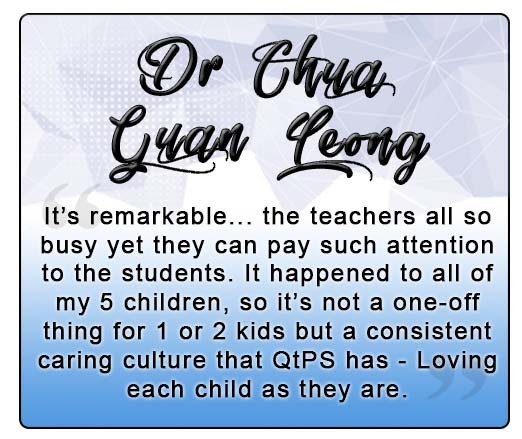 Dr Chua
Guan Yeong
It's remarkable... the teachers all so
busy yet they can pay such attention
to the students. It happened to all of
my 5 children, so it's not a one-off
thing for 1 or 2 kids but a consistent
caring culture that QtPS has - Loving
each child as they are.